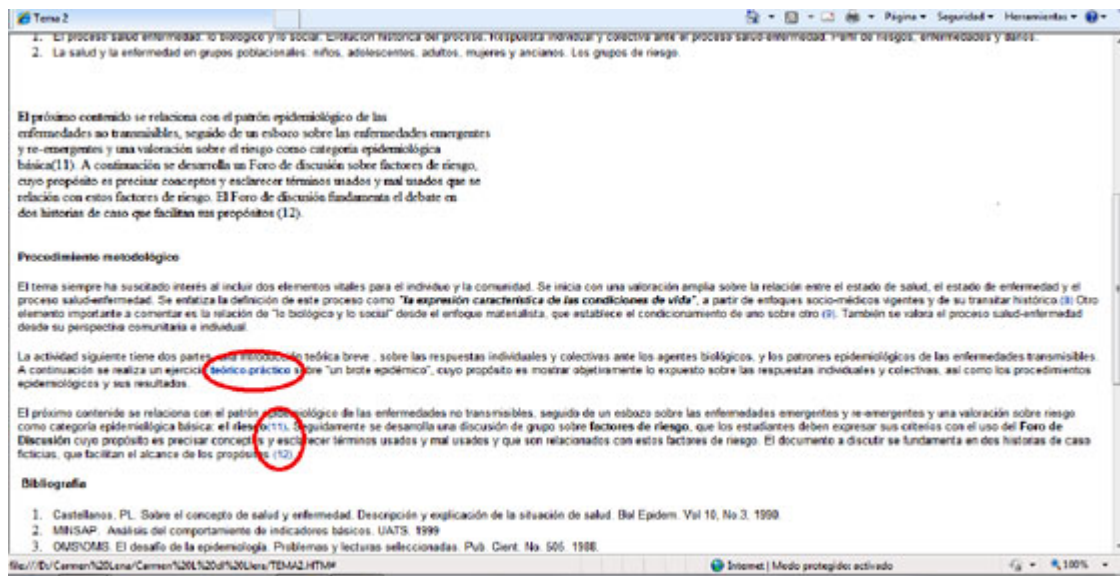 Tema 2
Página Seguridad Herramientas
1. El proceso salud enfermedad: lo biológico y lo social. Evolución histórica del proceso. Respuesta individual y colectiva ante el proceso salud-enfermedad. Perfil de riesgos, enfermedades y daños.
2. La salud y la enfermedad en grupos poblacionales: niños, adolescentes, adultos, mujeres y ancianos. Los grupos de riesgo.
El próximo contenido se relaciona con el patrón epidemiológico de las
enfermedades no transmisibles, seguido de un esbozo sobre las enfermedades emergentes
y re-emergentes y una valoración sobre el riesgo como categoría epidemiológica
básica(11). A continuación se desarrolla un Foro de discusión sobre factores de riesgo,
cuyo propósito es precisar conceptos y esclarecer términos usados y mal usados que se
relación con estos factores de riesgo. El Foro de discusión fundamenta el debate en
dos historias de caso que facilitan sus propósitos (12).
Procedimiento metodológico
El tema siempre ha suscitado interés al incluir dos elementos vitales para el individuo y la comunidad. Se inicia con una valoración amplia sobre la relación entre el estado de salud, el estado de enfermedad y el
proceso salud-enfermedad. Se enfatiza la definición de este proceso como "la expresión característica de las condiciones de vida", a partir de enfoques socio-médicos vigentes y de su transitar histórico.(8) Otro
elemento importante a comentar es la relación de "lo biológico y lo social" desde el enfoque materialista, que establece el condicionamiento de uno sobre otro (9). También se valora el proceso salud-enfermedad
desde su perspectiva comunitaria e individual.
La actividad siguiente tiene dos partes, una introducción teórica breve , sobre las respuestas individuales y colectivas ante los agentes biológicos, y los patrones epidemiológicos de las enfermedades transmisibles.
A continuación se realiza un ejercicio teórico práctico sobre "un brote epidémico", cuyo propósito es mostrar objetivamente lo expuesto sobre las respuestas individuales y colectivas, así como los procedimientos
epidemiológicos y sus resultados.
El próximo contenido se relaciona con el patrón epidemiológico de las enfermedades no transmisibles, seguido de un esbozo sobre las enfermedades emergentes y re-emergentes y una valoración sobre riesgo
como categoría epidemiológica básica: el riesgo(11). Seguidamente se desarrolla una discusión de grupo sobre factores de riesgo, que los estudiantes deben expresar sus criterios con el uso del Foro de
Discusión cuyo propósito es precisar conceptos y esclarecer términos usados y mal usados y que son relacionados con estos factores de riesgo. El documento a discutir se fundamenta en dos historias de caso
ficticias, que facilitan el alcance de los propósitos (12).
Bibliografía
1. Castellanos, PL. Sobre el concepto de salud y enfermedad. Descripción y explicación de la situación de salud. Bol Epidem. Vol 10, No.3, 1990.
2. MINSAP. Análisis del comportamiento de indicadores básicos. UATS. 1999
3. OMS\OMS. El desafío de la epidemiología. Problemas y lecturas seleccionadas. Pub. Cient. No. 505. 1988.
file:///D:/Carmen%20Lena/Carmen%20L%20di%20Llera/TEMA2.HTM# Internet | Modo protegido: activado 100%